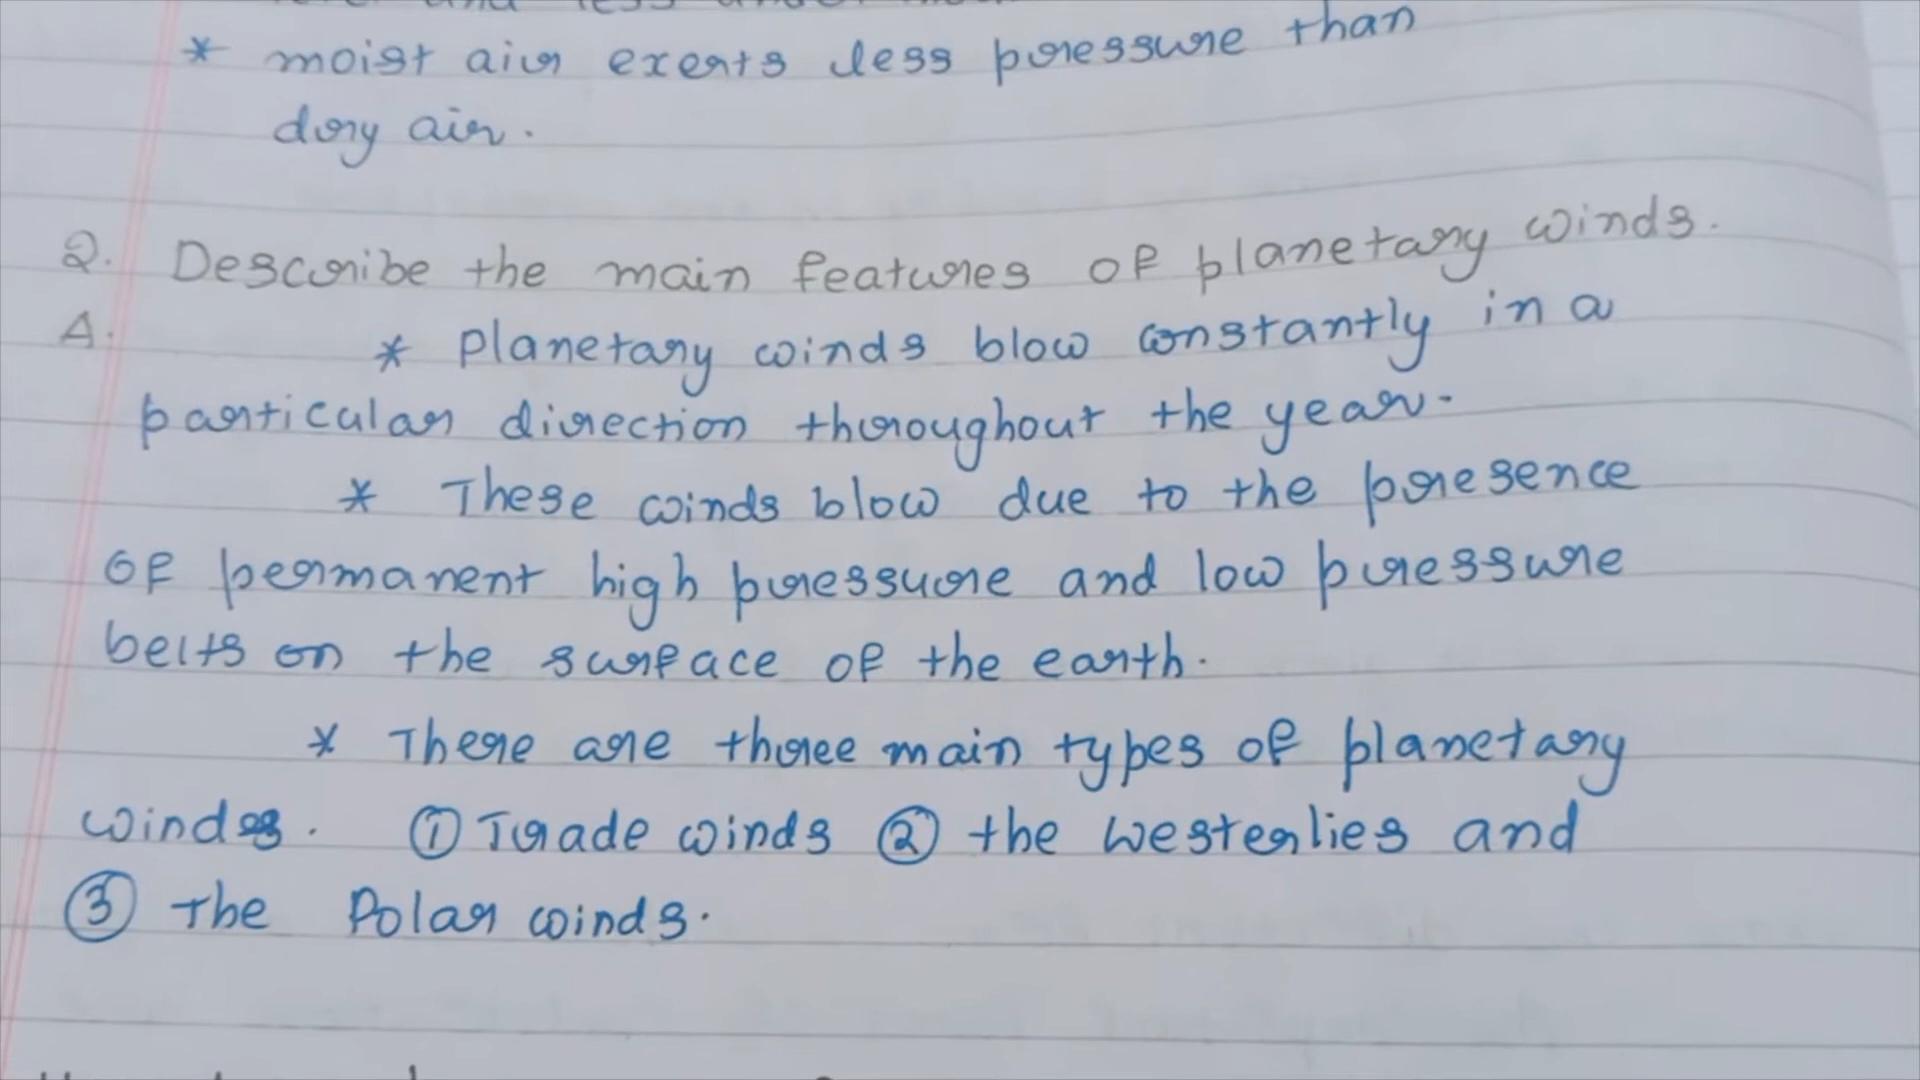 * moist air exerts less pressure than
dry air.
Q. Describe the main features of planetary winds.
A.
* Planetary winds blow constantly in a
particular direction throughout the year.
* These winds blow due to the presence
of permanent high pressure and low pressure
belts on the surface of the earth.
* There are three main types of planetary
winds. ① Trade winds ② the westerlies and
③ The Polar winds.